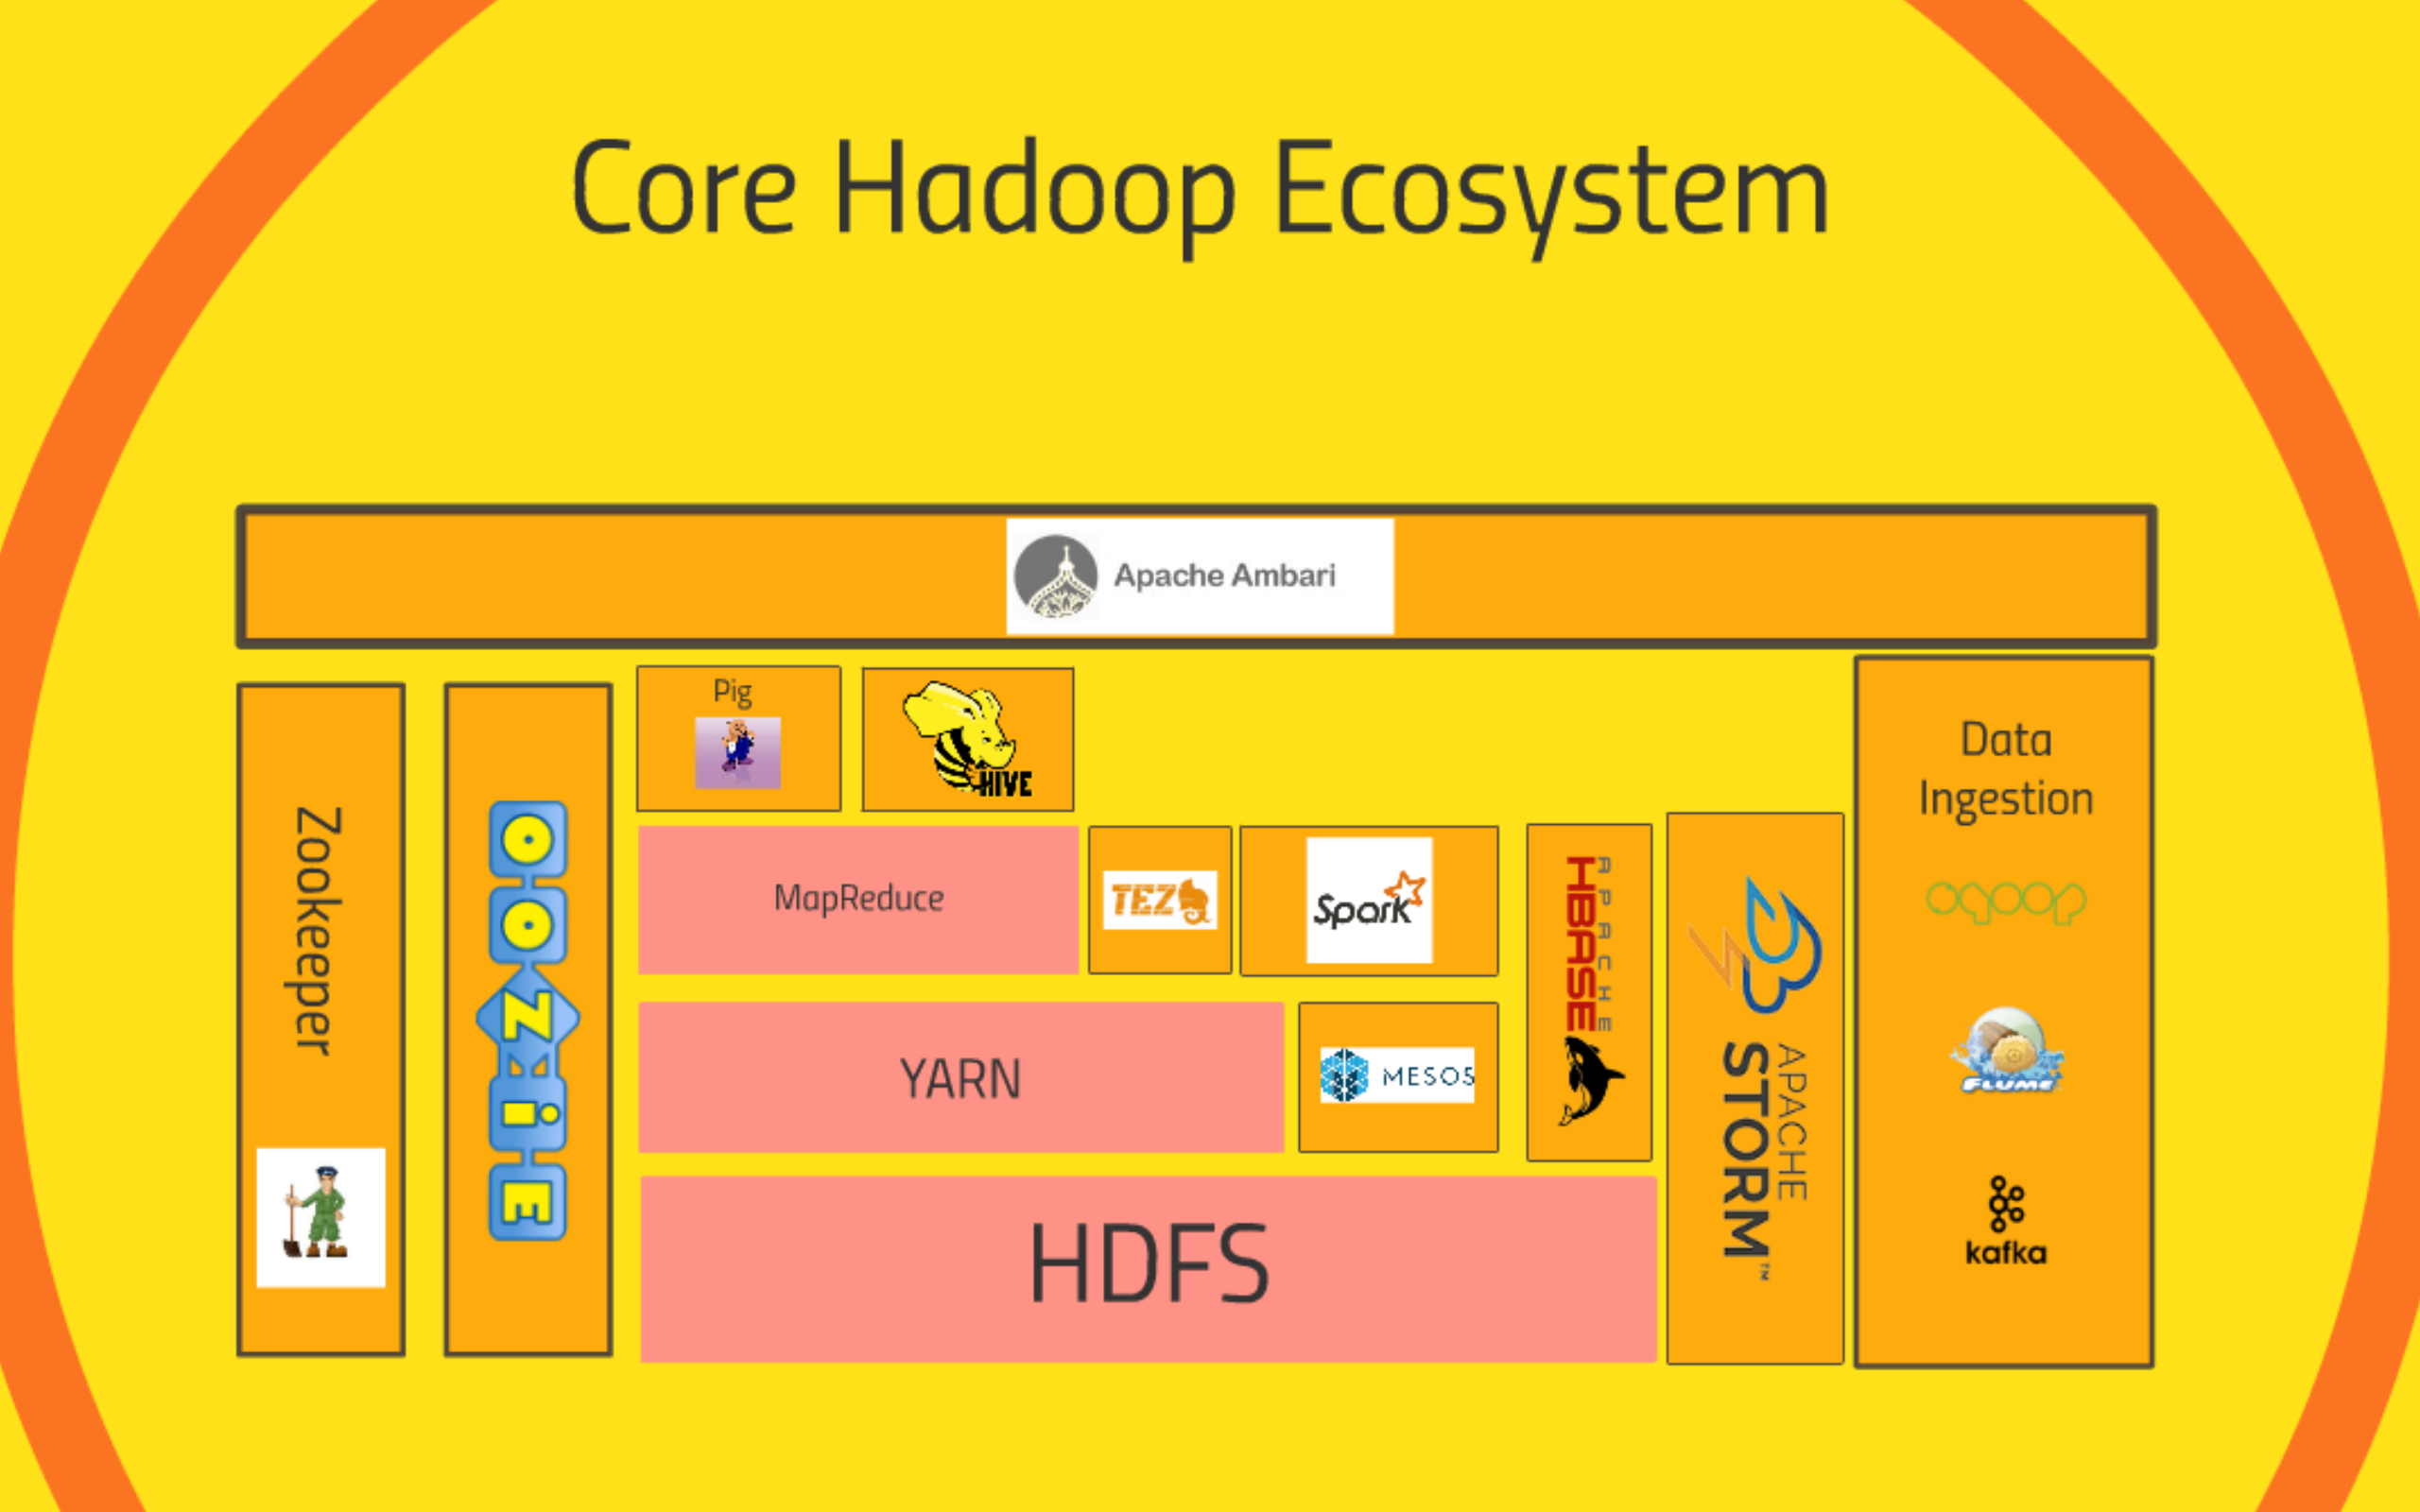 Core Hadoop Ecosystem
Apache Ambari
Zookeeper
OOZIE
Pig
HIVE
MapReduce
TEZ
Spark
YARN
MESOS
HDFS
APACHE
HBASE
APACHE
STORM™
Data
Ingestion
sqoop
FLUME
kafka